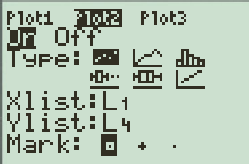 Plot1 Plot2 Plot3
On Off
Type:
Xlist:L1
Ylist:L4
Mark: ▫ + ·